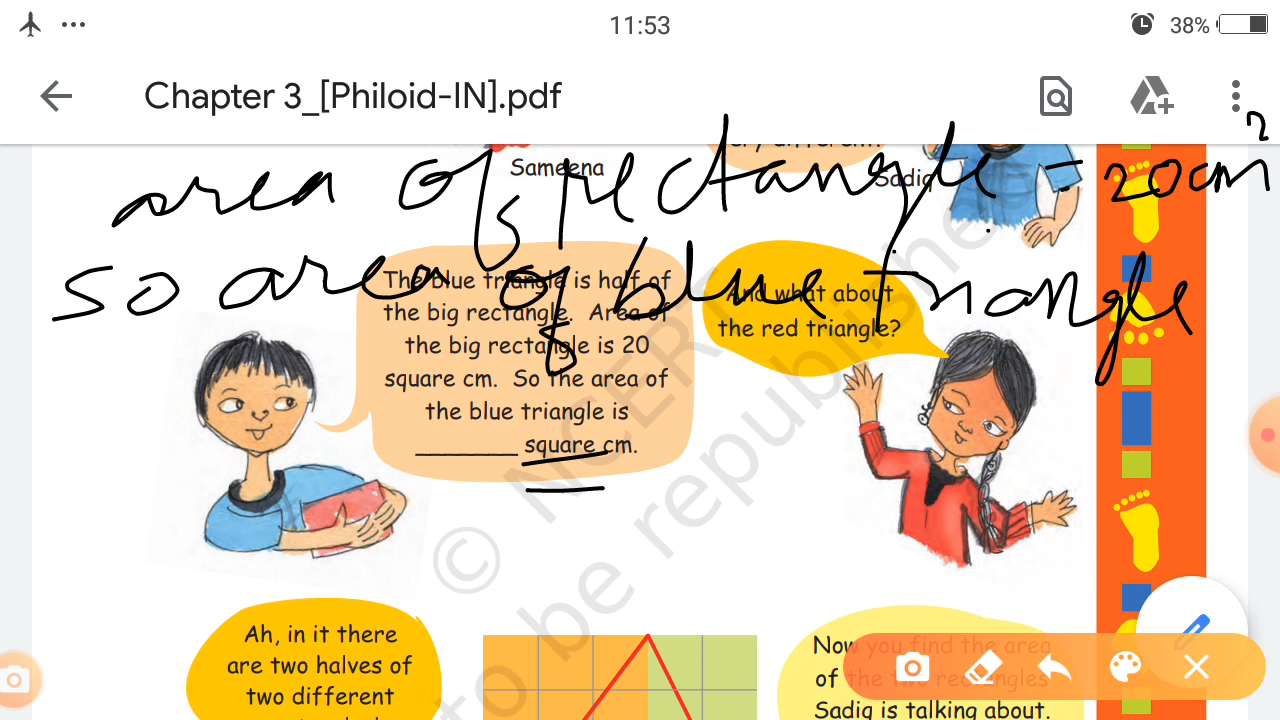 11:53
38%
Chapter 3_[Philoid-IN].pdf
Sameena
Sadiq
area of rectangle = 20 cm²
so area of blue triangle
The blue triangle is half of
the big rectangle. Area of
the big rectangle is 20
square cm. So the area of
the blue triangle is
________ square cm.
And what about
the red triangle?
© NCERT
to be republishe
Ah, in it there
are two halves of
two different
Now you find the area
of the two rectangles
Sadiq is talking about.